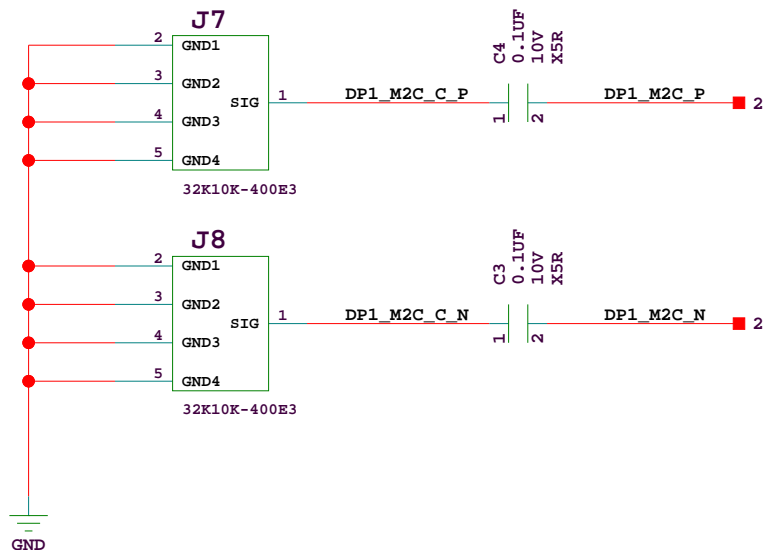 J7
2 GND1
3 GND2
4 GND3
5 GND4
SIG 1
32K10K-400E3
DP1_M2C_C_P
C4
0.1UF
10V
X5R
1 2
DP1_M2C_P
2
J8
2 GND1
3 GND2
4 GND3
5 GND4
SIG 1
32K10K-400E3
DP1_M2C_C_N
C3
0.1UF
10V
X5R
1 2
DP1_M2C_N
2
GND